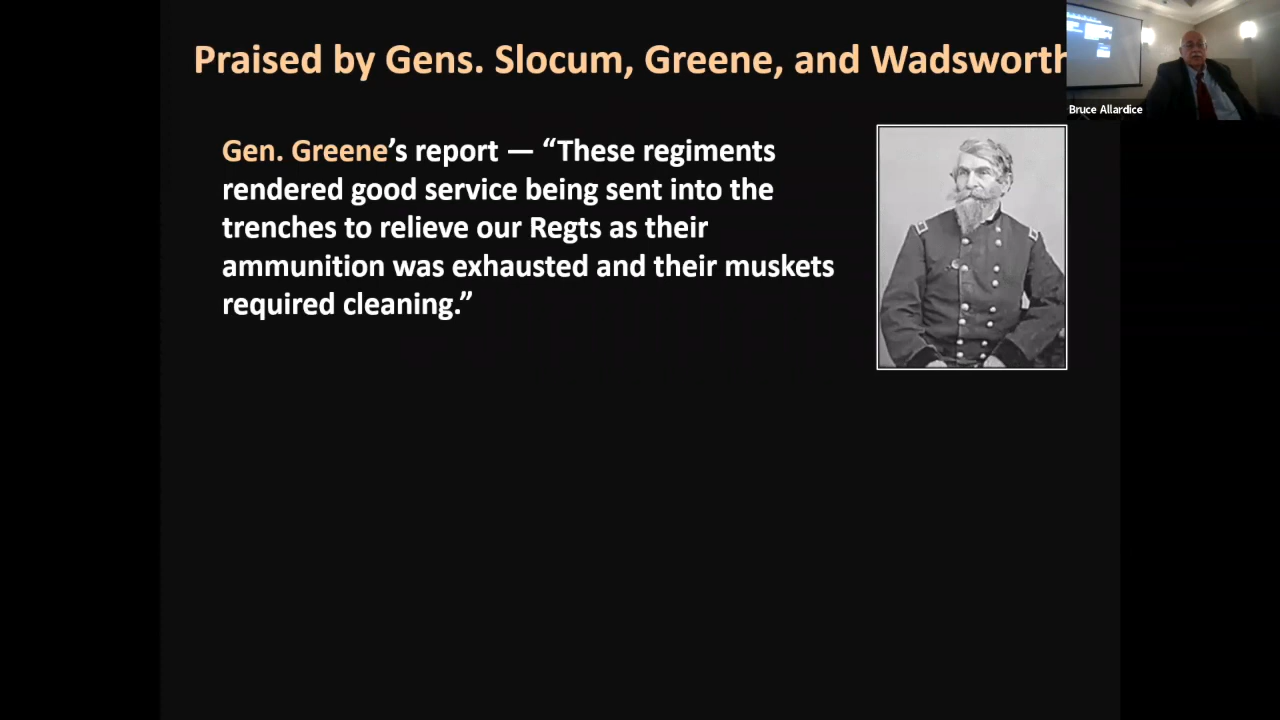 Praised by Gens. Slocum, Greene, and Wadsworth
Bruce Allardice
Gen. Greene’s report — “These regiments
rendered good service being sent into the
trenches to relieve our Regts as their
ammunition was exhausted and their muskets
required cleaning.”